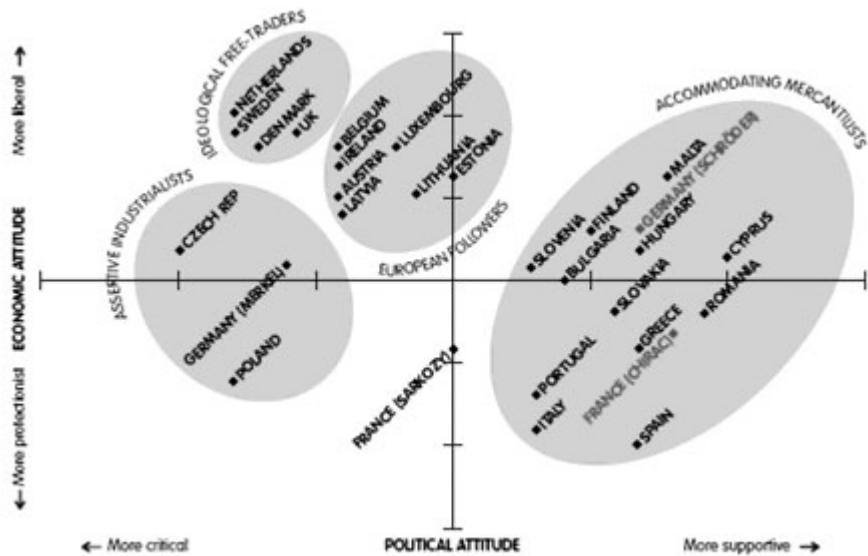 IDEOLOGICAL FREE-TRADERS
NETHERLANDS
SWEDEN
DENMARK
UK
BELGIUM
IRELAND
AUSTRIA
LATVIA
LUXEMBOURG
LITHUANIA
ESTONIA
EUROPEAN FOLLOWERS
ACCOMMODATING MERCANTILISTS
MALTA
GERMANY (SCHRÖDER)
FINLAND
HUNGARY
SLOVENIA
BULGARIA
CYPRUS
SLOVAKIA
ROMANIA
GREECE
FRANCE (CHIRAC)
PORTUGAL
ITALY
SPAIN
ASSERTIVE INDUSTRIALISTS
CZECH REP
GERMANY (MERKEL)
POLAND
FRANCE (SARKOZY)
← More protectionist ECONOMIC ATTITUDE More liberal →
← More critical POLITICAL ATTITUDE More supportive →